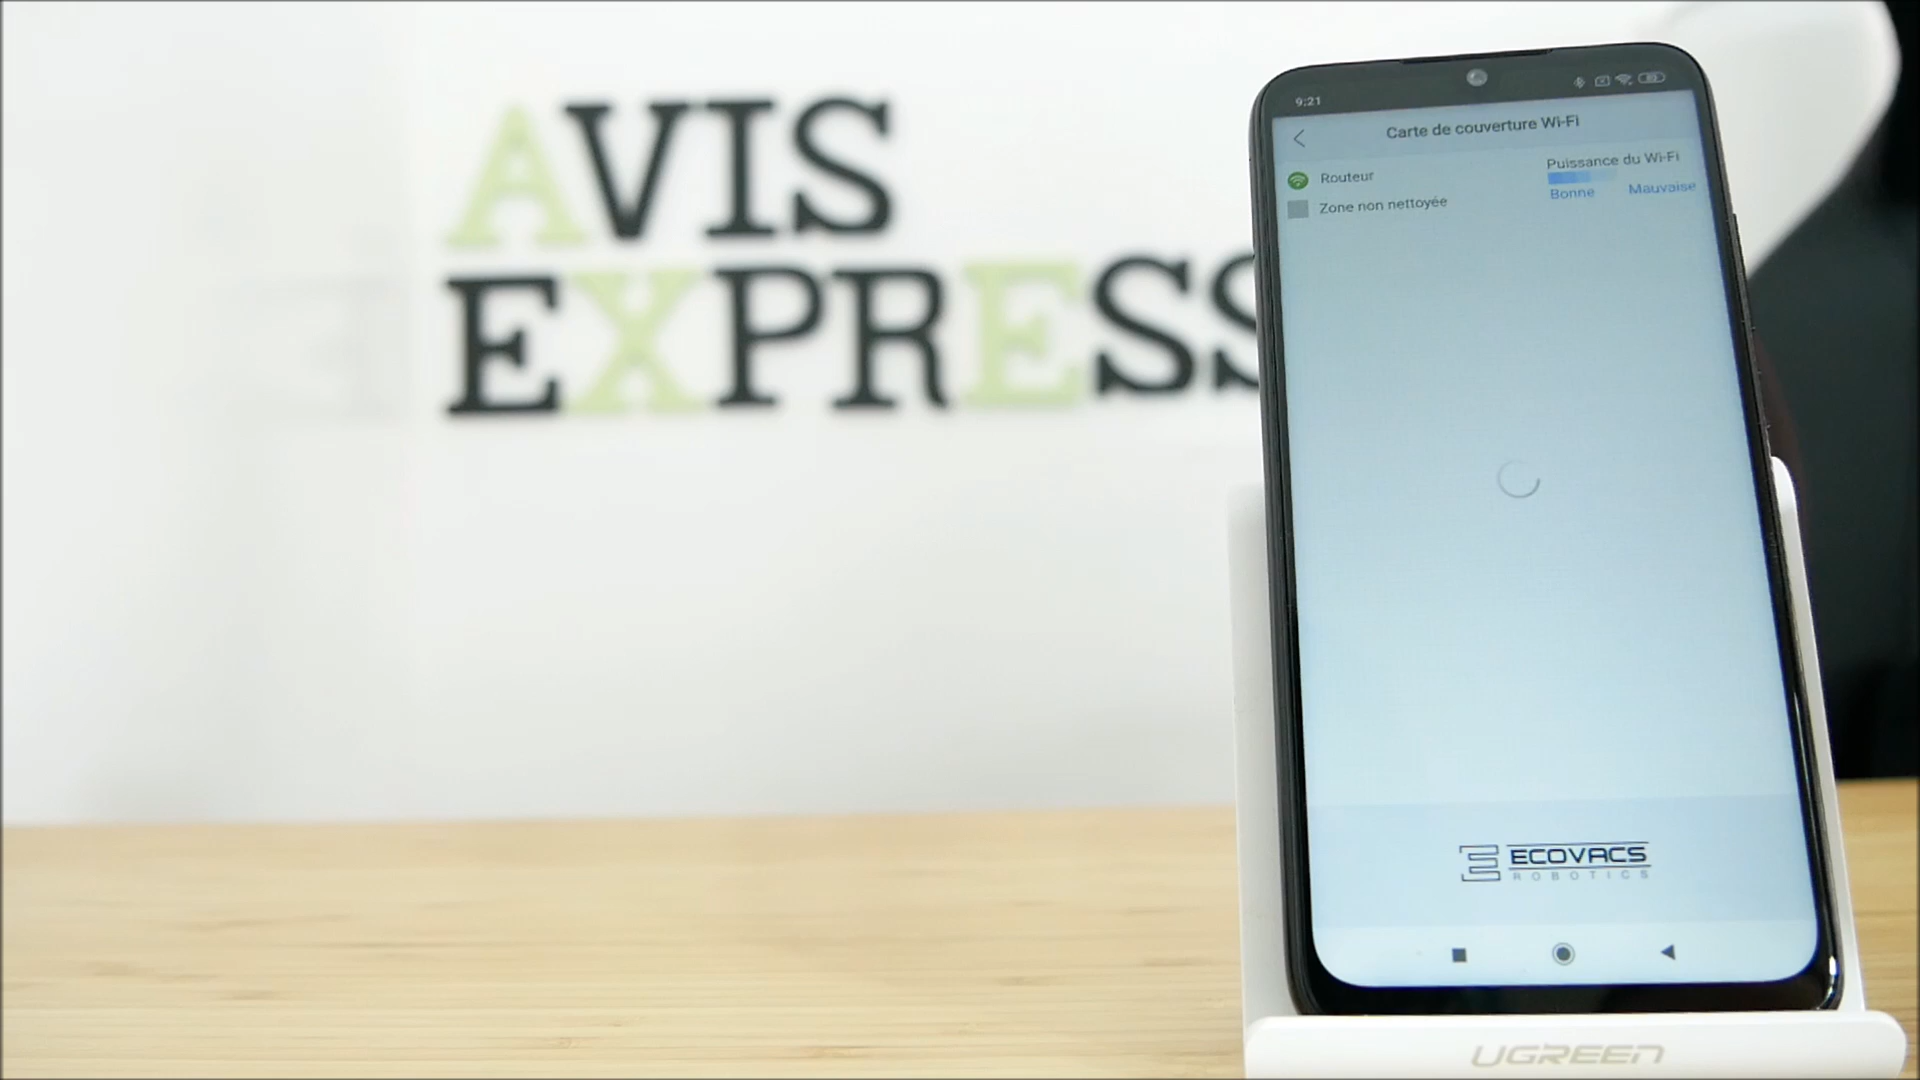 AVIS
EXPRESS
9:21
Carte de couverture Wi-Fi
Routeur
Puissance du Wi-Fi
Bonne Mauvaise
Zone non nettoyée
ECOVACS
ROBOTICS
UGREEN